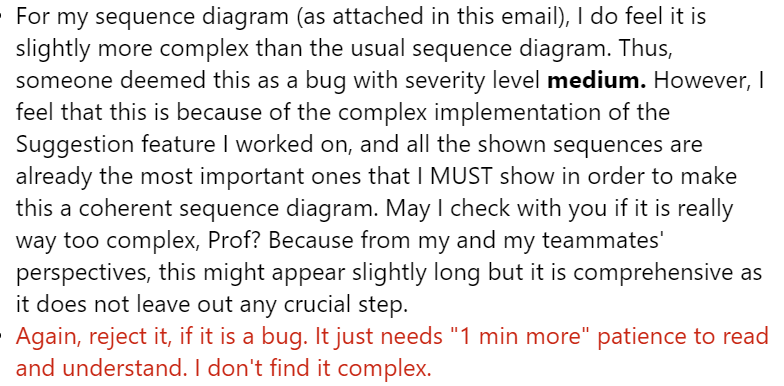 For my sequence diagram (as attached in this email), I do feel it is
slightly more complex than the usual sequence diagram. Thus,
someone deemed this as a bug with severity level medium. However, I
feel that this is because of the complex implementation of the
Suggestion feature I worked on, and all the shown sequences are
already the most important ones that I MUST show in order to make
this a coherent sequence diagram. May I check with you if it is really
way too complex, Prof? Because from my and my teammates'
perspectives, this might appear slightly long but it is comprehensive as
it does not leave out any crucial step.
Again, reject it, if it is a bug. It just needs "1 min more" patience to read
and understand. I don't find it complex.